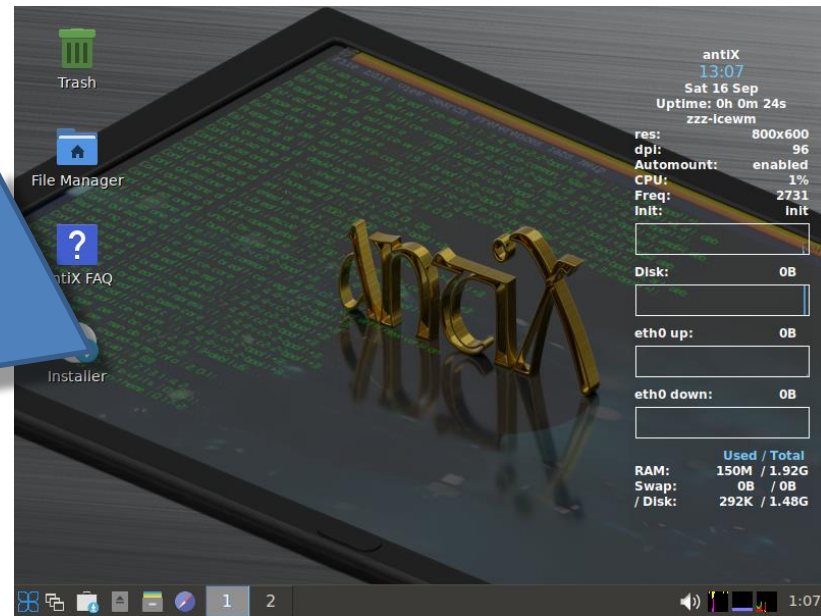 Trash
File Manager
antiX FAQ
Installer
antiX
antiX
13:07
Sat 16 Sep
Uptime: 0h 0m 24s
zzz-icewm
res: 800x600
dpi: 96
Automount: enabled
CPU: 1%
Freq: 2731
Init: Init
Disk: 0B
eth0 up: 0B
eth0 down: 0B
Used / Total
RAM: 150M / 1.92G
Swap: 0B / 0B
/ Disk: 292K / 1.48G
1 2
1:07